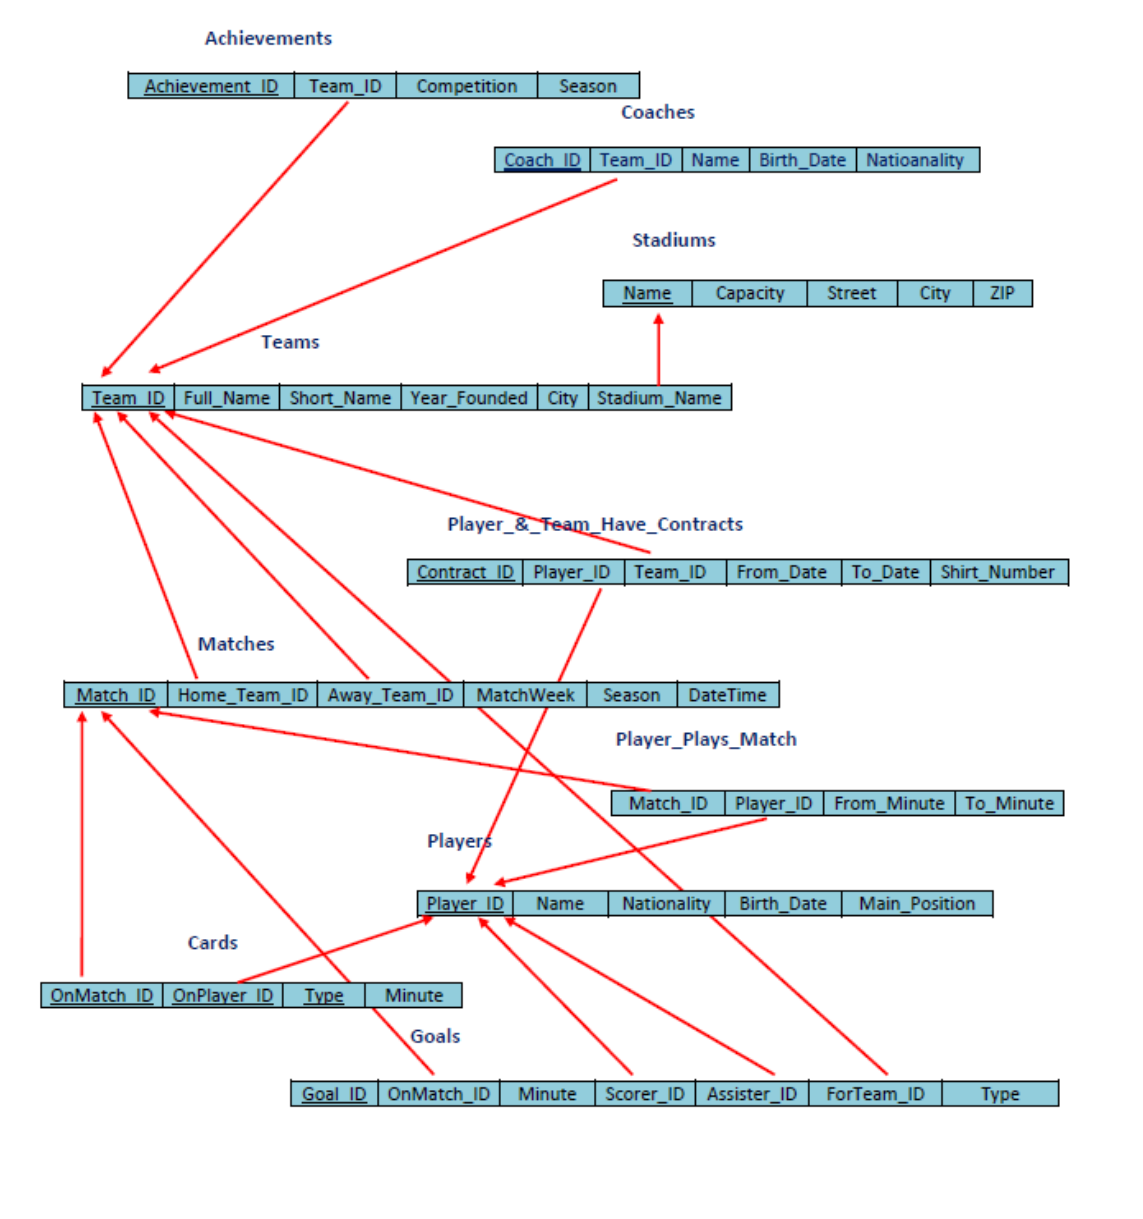 Achievements
Achievement_ID Team_ID Competition Season
Coaches
Coach_ID Team_ID Name Birth_Date Natioanality
Stadiums
Name Capacity Street City ZIP
Teams
Team_ID Full_Name Short_Name Year_Founded City Stadium_Name
Player_&_Team_Have_Contracts
Contract_ID Player_ID Team_ID From_Date To_Date Shirt_Number
Matches
Match_ID Home_Team_ID Away_Team_ID MatchWeek Season DateTime
Player_Plays_Match
Match_ID Player_ID From_Minute To_Minute
Players
Player_ID Name Nationality Birth_Date Main_Position
Cards
OnMatch_ID OnPlayer_ID Type Minute
Goals
Goal_ID OnMatch_ID Minute Scorer_ID Assister_ID ForTeam_ID Type